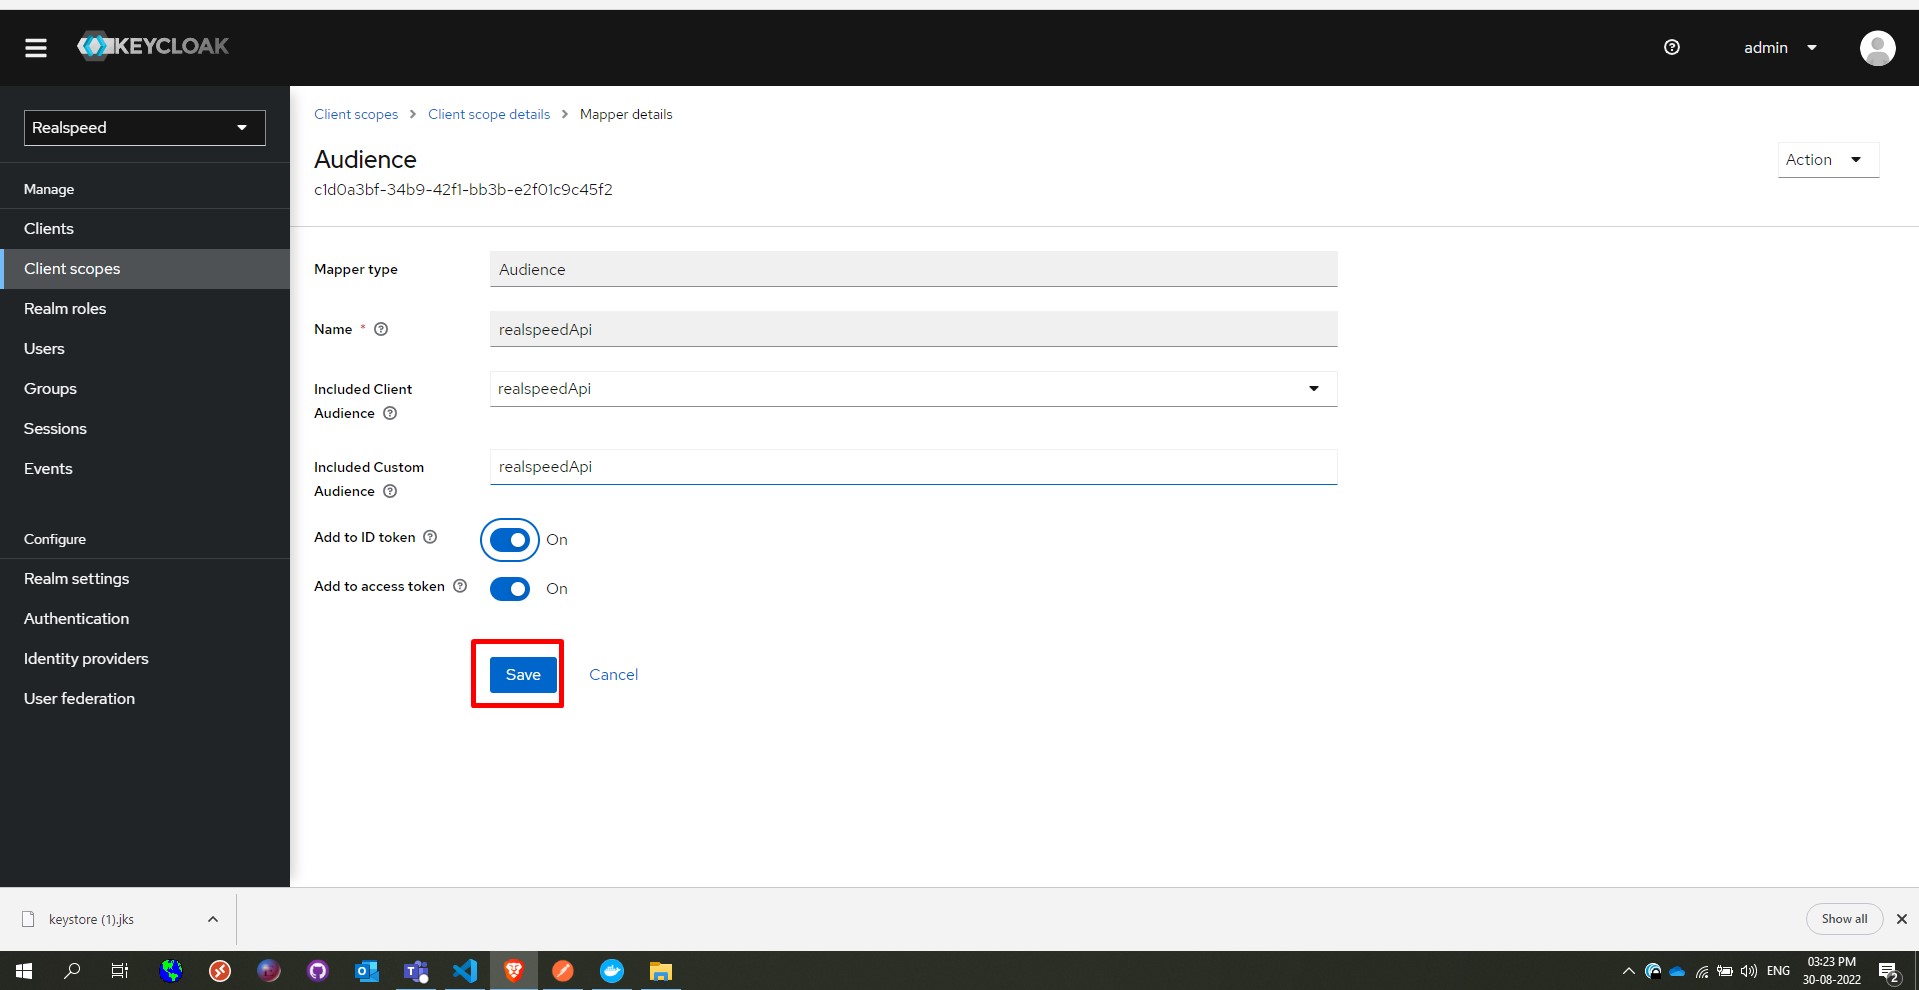 KEYCLOAK
admin
Realspeed
Manage
Clients
Client scopes
Realm roles
Users
Groups
Sessions
Events
Configure
Realm settings
Authentication
Identity providers
User federation
Client scopes > Client scope details > Mapper details
Audience
c1d0a3bf-34b9-42f1-bb3b-e2f01c9c45f2
Action
Mapper type
Audience
Name *
realspeedApi
Included Client
Audience
realspeedApi
Included Custom
Audience
realspeedApi
Add to ID token
On
Add to access token
On
Save
Cancel
keystore (1).jks
Show all
ENG
03:23 PM
30-08-2022
2